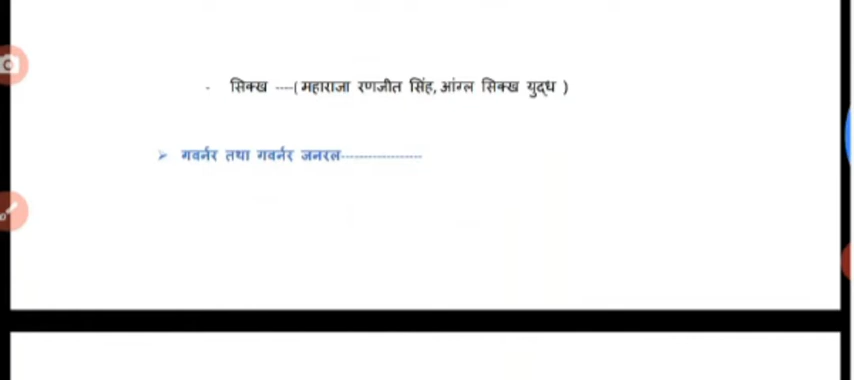 - सिक्ख ----( महाराजा रणजीत सिंह, आंग्ल सिक्ख युद्ध )
➢ गवर्नर तथा गवर्नर जनरल-------------------